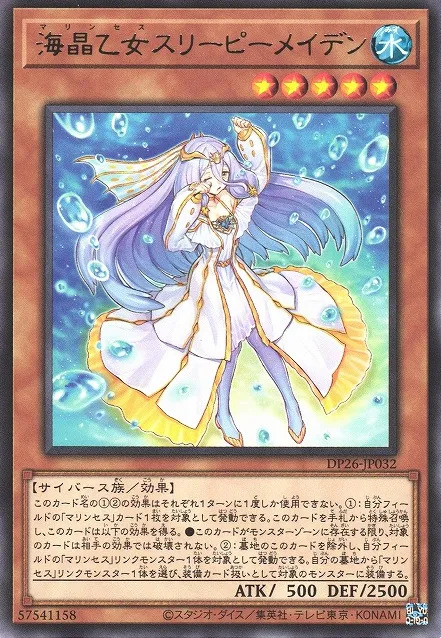 マリンセス
海晶乙女スリーピーメイデン
水
DP26-JP032
【サイバース族／効果】
このカード名の①②の効果はそれぞれ1ターンに1度しか使用できない。①：自分フィー
ルドの「マリンセス」カード1枚を対象として発動できる。このカードを手札から特殊召喚
し、このカードは以下の効果を得る。●このカードがモンスターゾーンに存在する限り、対象
のカードは相手の効果では破壊されない。②：墓地のこのカードを除外し、自分フィールド
の「マリンセス」リンクモンスター1体を対象として発動できる。自分の墓地から「マリン
セス」リンクモンスター1体を選び、装備カード扱いとして対象のモンスターに装備する。
ATK/ 500 DEF/2500
57541158 ©スタジオ・ダイス／集英社・テレビ東京・KONAMI